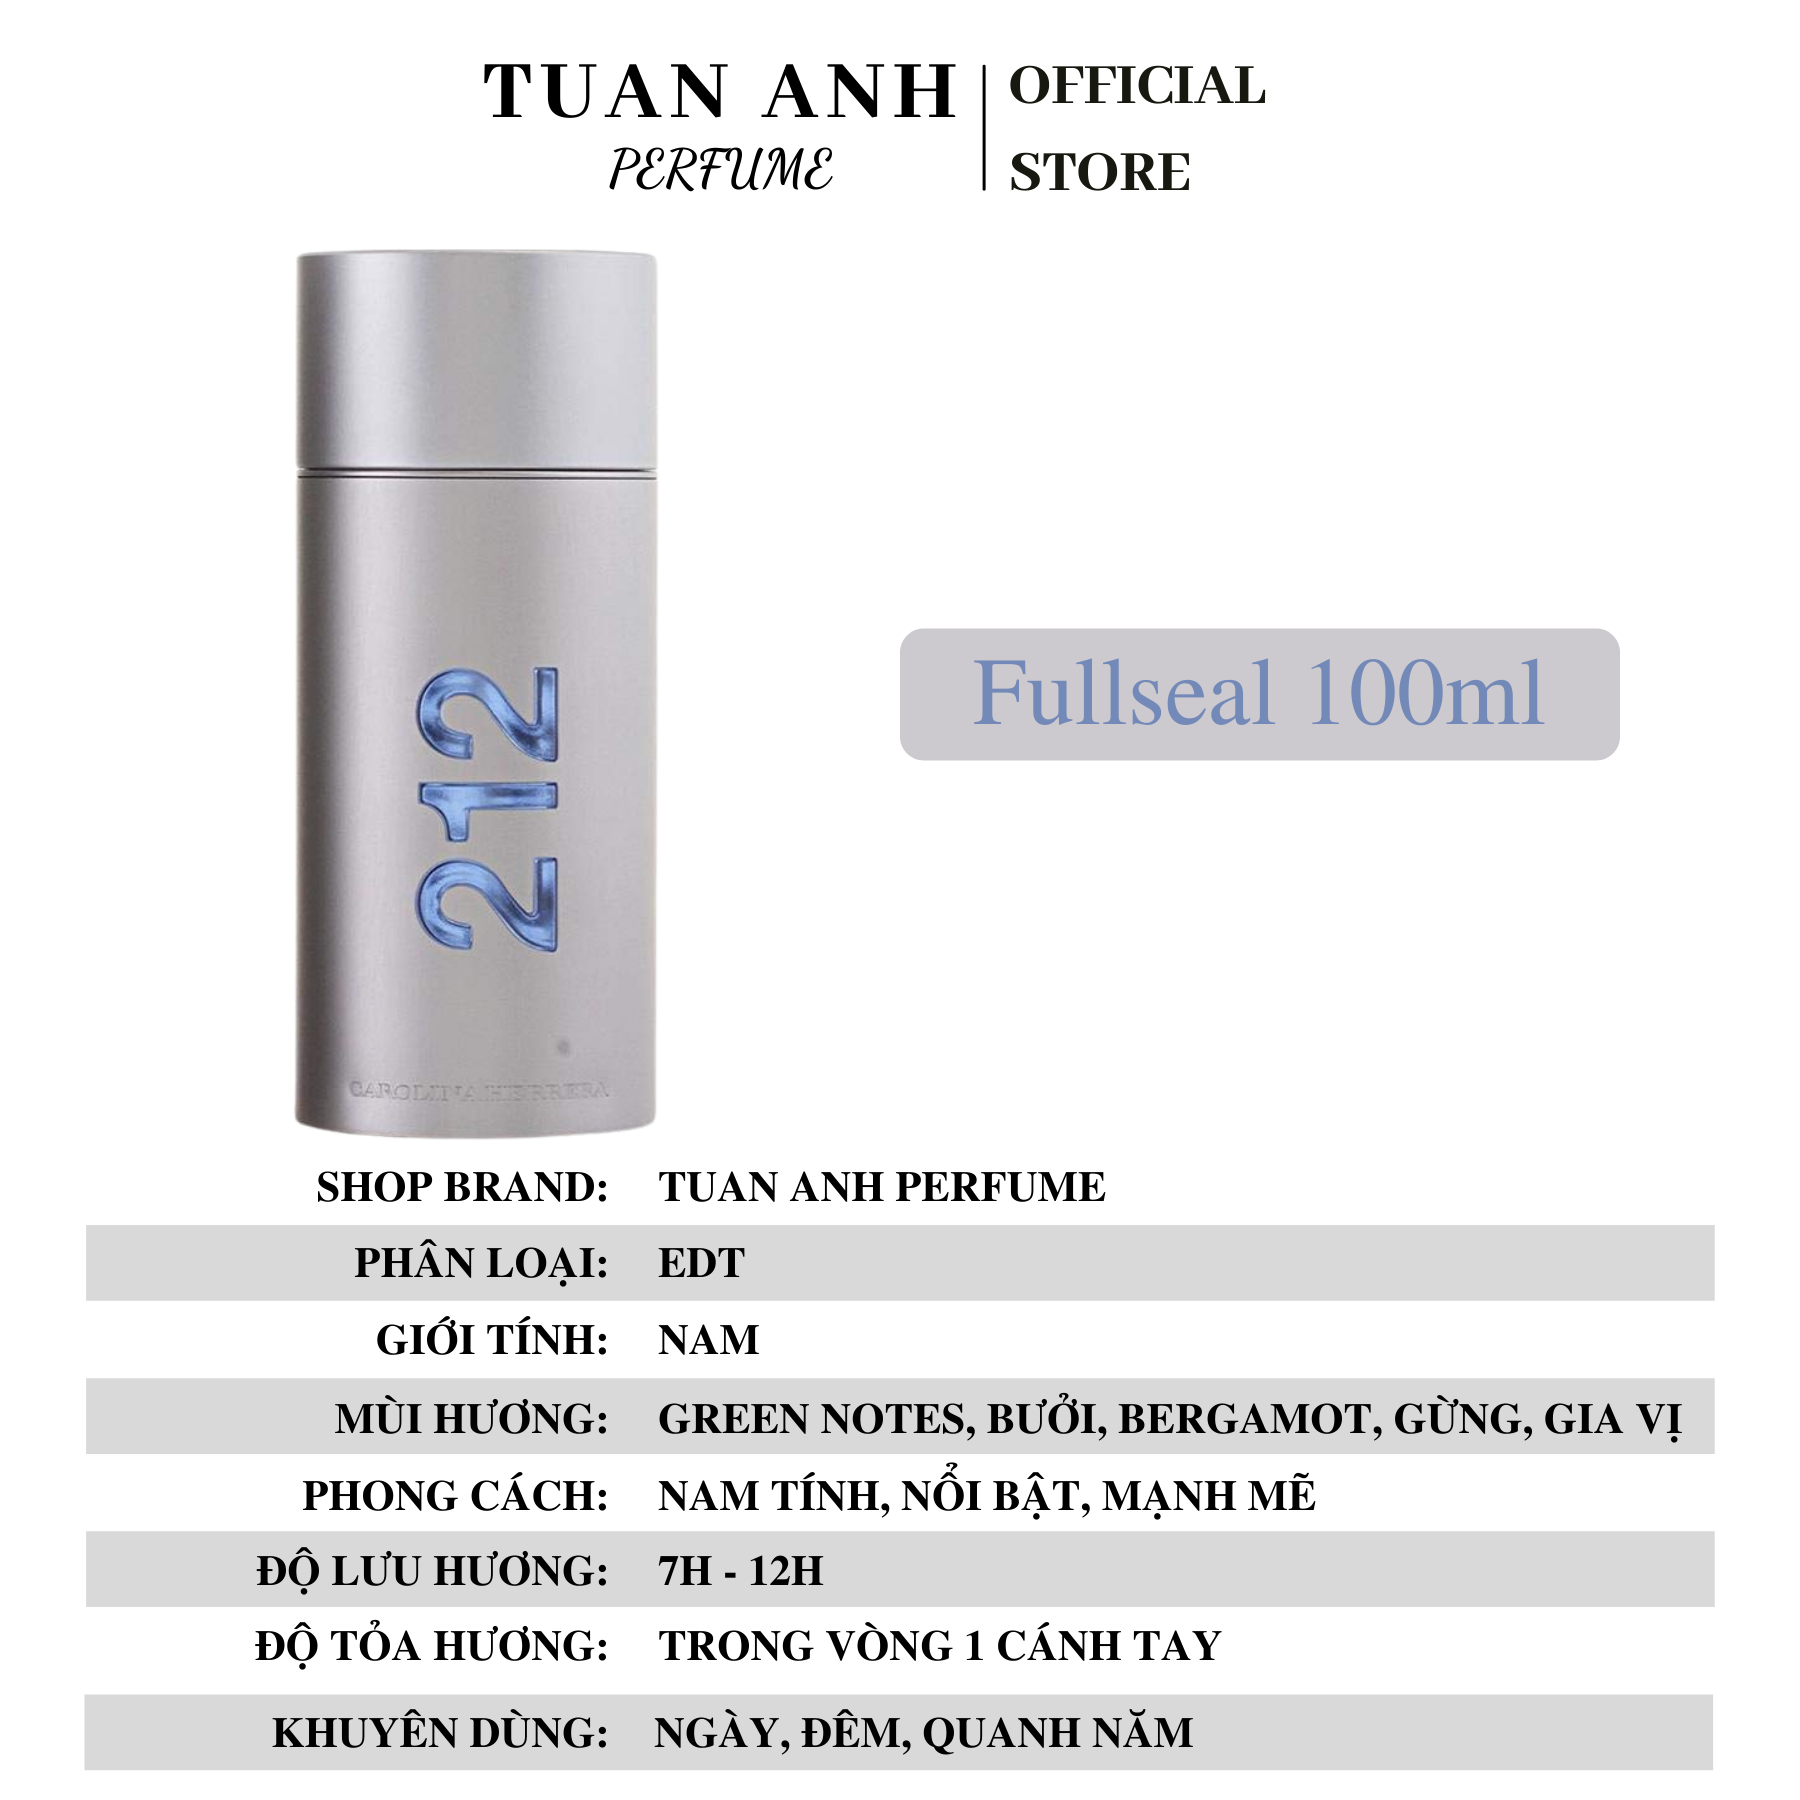 TUAN ANH
PERFUME
OFFICIAL
STORE
212
CAROLINA HERRERA
Fullseal 100ml
SHOP BRAND: TUAN ANH PERFUME
PHÂN LOẠI: EDT
GIỚI TÍNH: NAM
MÙI HƯƠNG: GREEN NOTES, BƯỞI, BERGAMOT, GỪNG, GIA VỊ
PHONG CÁCH: NAM TÍNH, NỔI BẬT, MẠNH MẼ
ĐỘ LƯU HƯƠNG: 7H - 12H
ĐỘ TỎA HƯƠNG: TRONG VÒNG 1 CÁNH TAY
KHUYÊN DÙNG: NGÀY, ĐÊM, QUANH NĂM